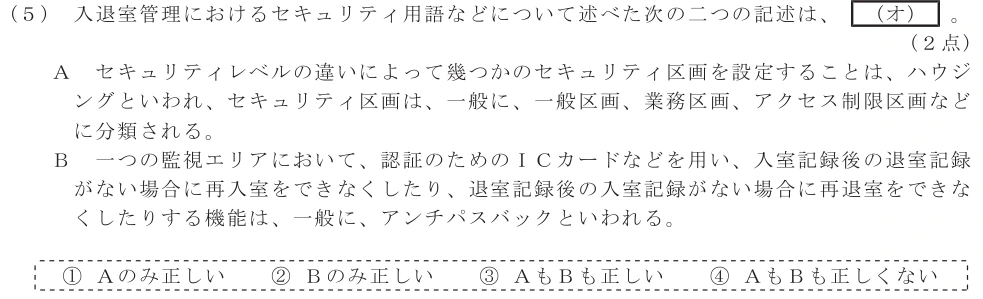 （５） 入退室管理におけるセキュリティ用語などについて述べた次の二つの記述は、 （オ） 。
（２点）
Ａ セキュリティレベルの違いによって幾つかのセキュリティ区画を設定することは、ハウジ
ングといわれ、セキュリティ区画は、一般に、一般区画、業務区画、アクセス制限区画など
に分類される。
Ｂ 一つの監視エリアにおいて、認証のためのＩＣカードなどを用い、入室記録後の退室記録
がない場合に再入室をできなくしたり、退室記録後の入室記録がない場合に再退室をできな
くしたりする機能は、一般に、アンチパスバックといわれる。
① Ａのみ正しい ② Ｂのみ正しい ③ ＡもＢも正しい ④ ＡもＢも正しくない